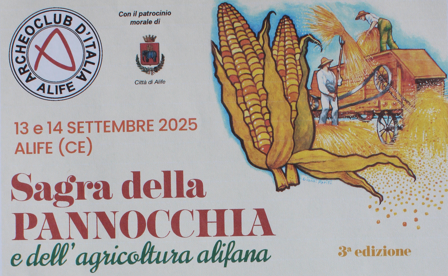 ARCHEOCLUB D'ITALIA
ALIFE
Con il patrocinio
morale di
Città di Alife
13 e 14 SETTEMBRE 2025
ALIFE (CE)
Sagra della
PANNOCCHIA
e dell'agricoltura alifana
3ª edizione